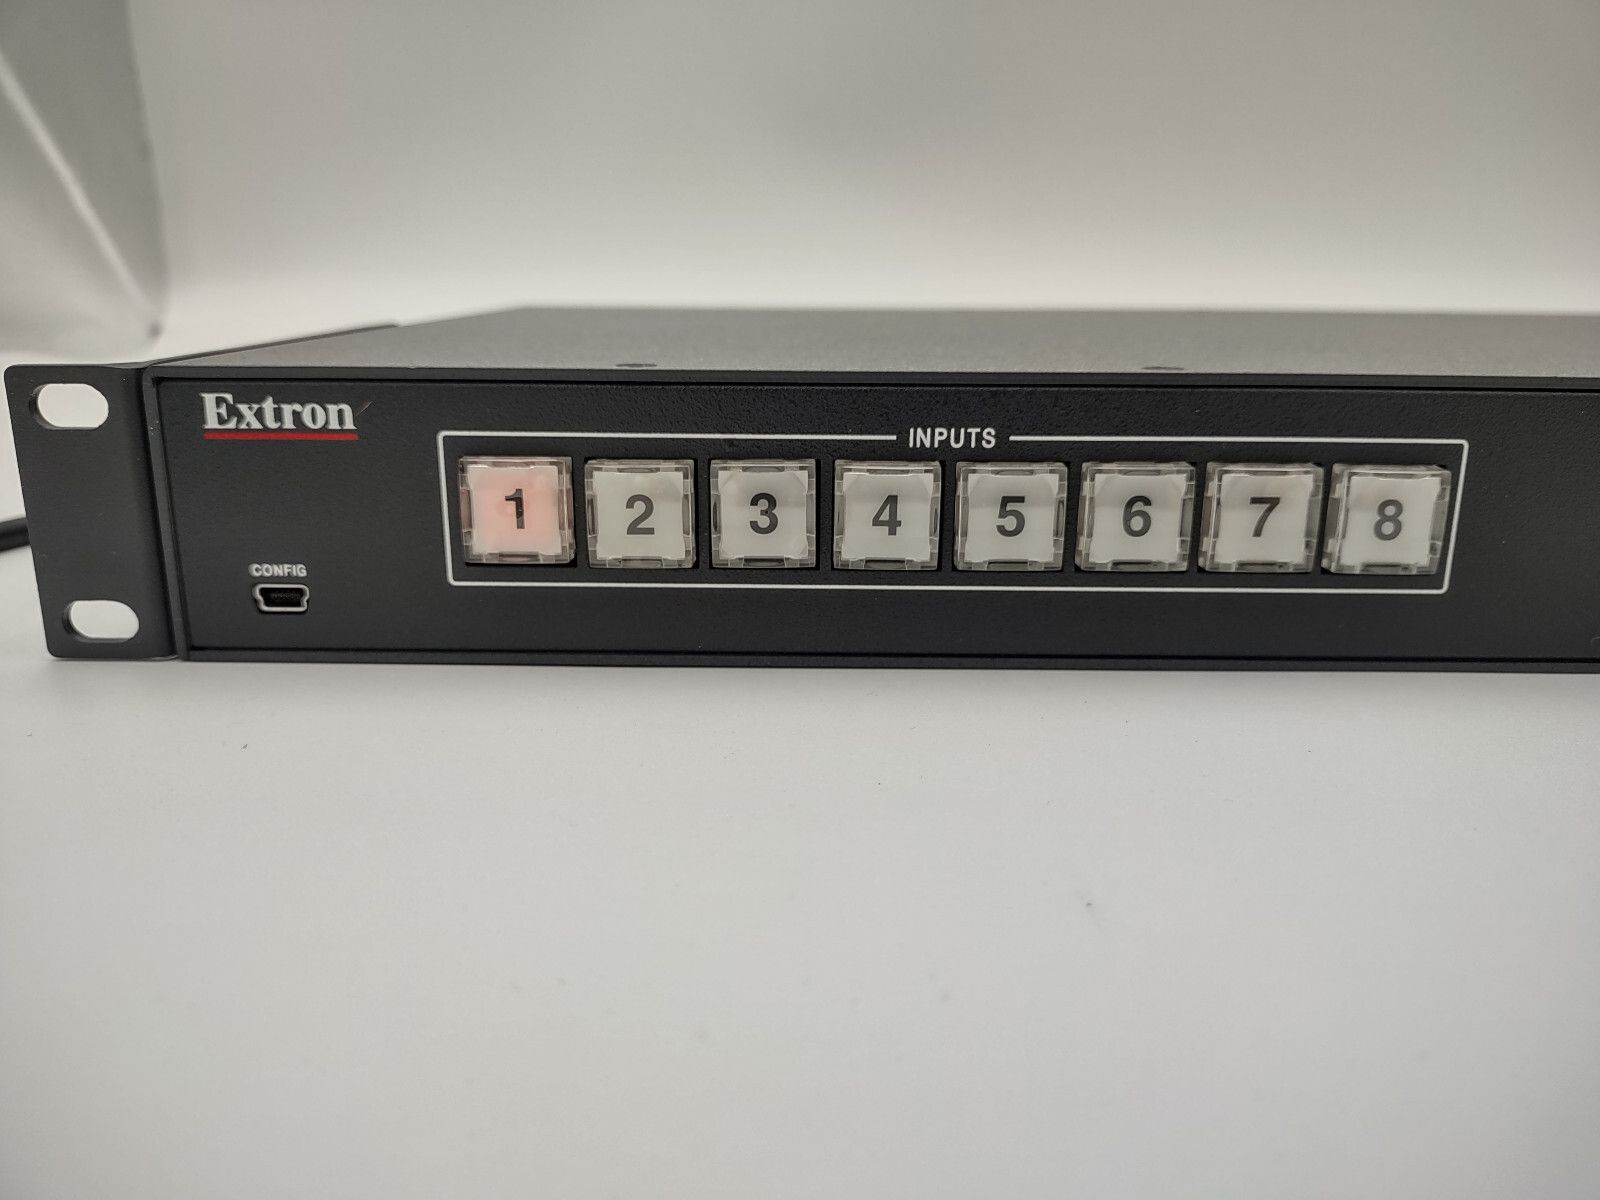 Extron
INPUTS
1 2 3 4 5 6 7 8
CONFIG